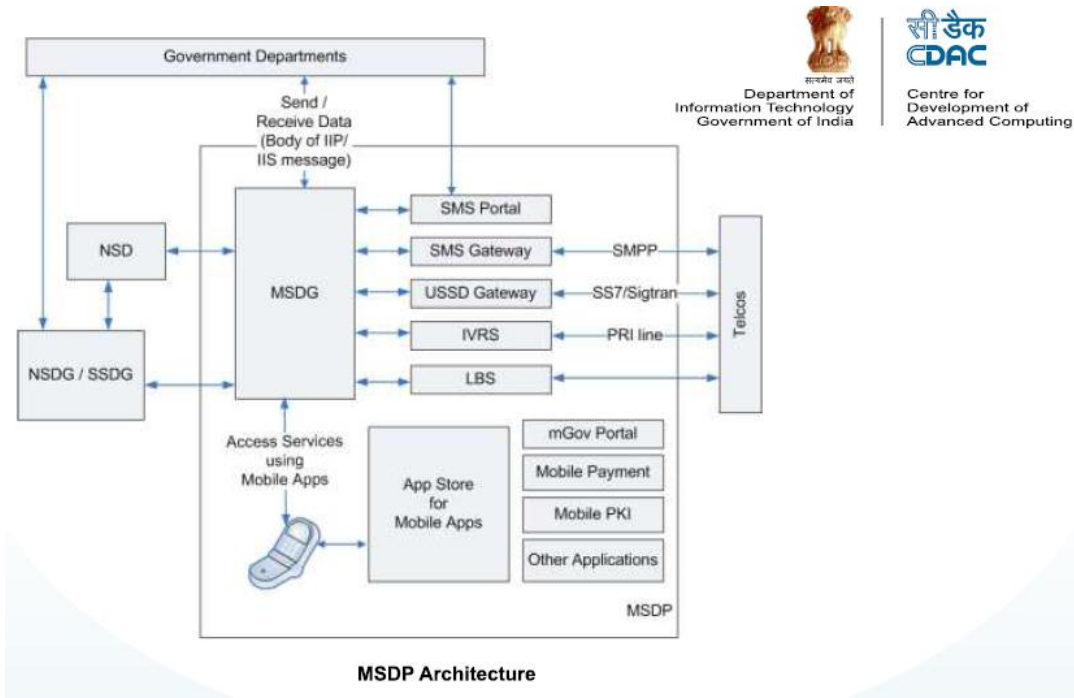 सत्यमेव जयते
Department of
Information Technology
Government of India
सी डैक
CDAC
Centre for
Development of
Advanced Computing
Government Departments
Send /
Receive Data
(Body of IIP/
IIS message)
NSD
NSDG / SSDG
MSDG
SMS Portal
SMS Gateway
SMPP
USSD Gateway
SS7/Sigtran
IVRS
PRI line
LBS
Telcos
Access Services
using
Mobile Apps
App Store
for
Mobile Apps
mGov Portal
Mobile Payment
Mobile PKI
Other Applications
MSDP
MSDP Architecture